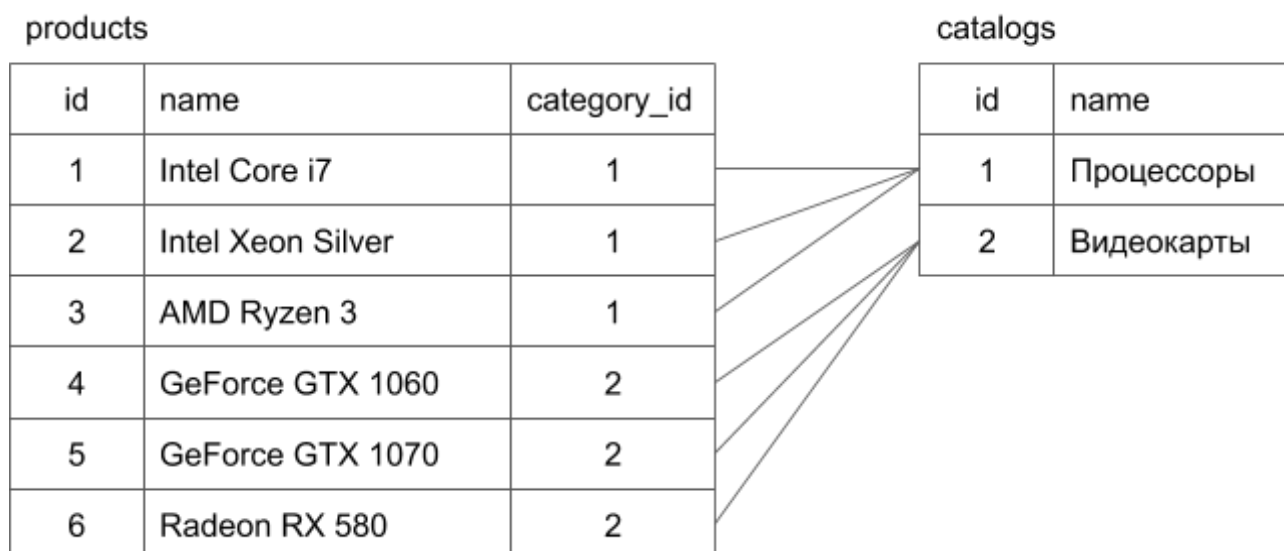 products
catalogs
id name category_id
id name
1 Intel Core i7 1
1 Процессоры
2 Intel Xeon Silver 1
2 Видеокарты
3 AMD Ryzen 3 1
4 GeForce GTX 1060 2
5 GeForce GTX 1070 2
6 Radeon RX 580 2